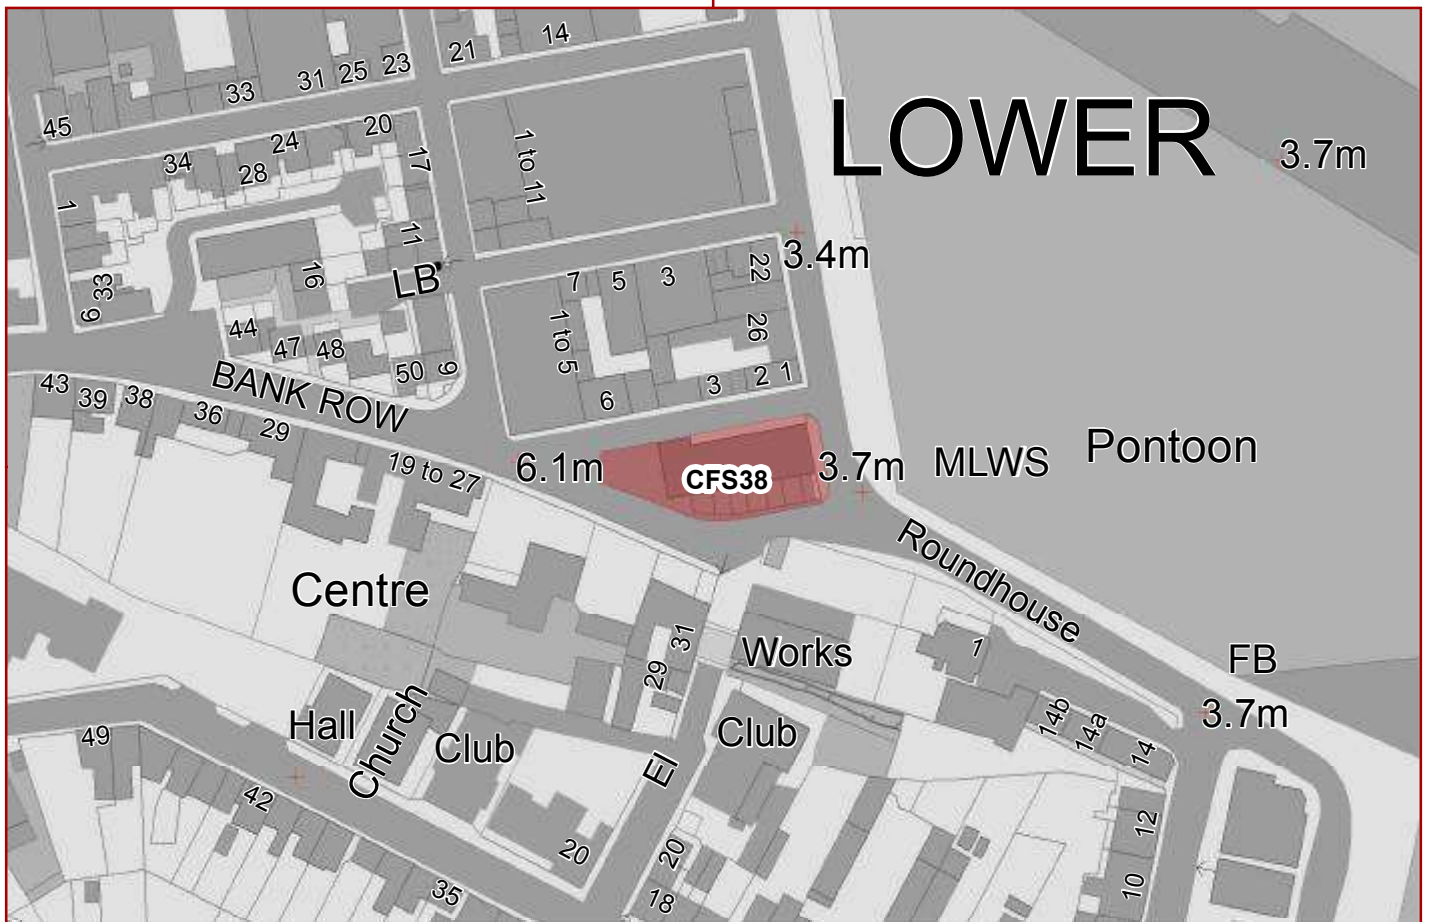 21
14
33
31
25
23
45
LOWER
3.7m
34
28
24
20
17
1 to 11
1
11
3.4m
33
9
16
LB
7
5
3
22
44
47
48
50
9
1 to 5
26
BANK ROW
6
3
2
1
43
39
38
36
29
19 to 27
6.1m
CFS38
3.7m
MLWS
Pontoon
Roundhouse
Centre
31
29
Works
1
FB
3.7m
Hall
Church
Club
El
Club
14b
14a
14
49
42
20
20
18
12
10
35